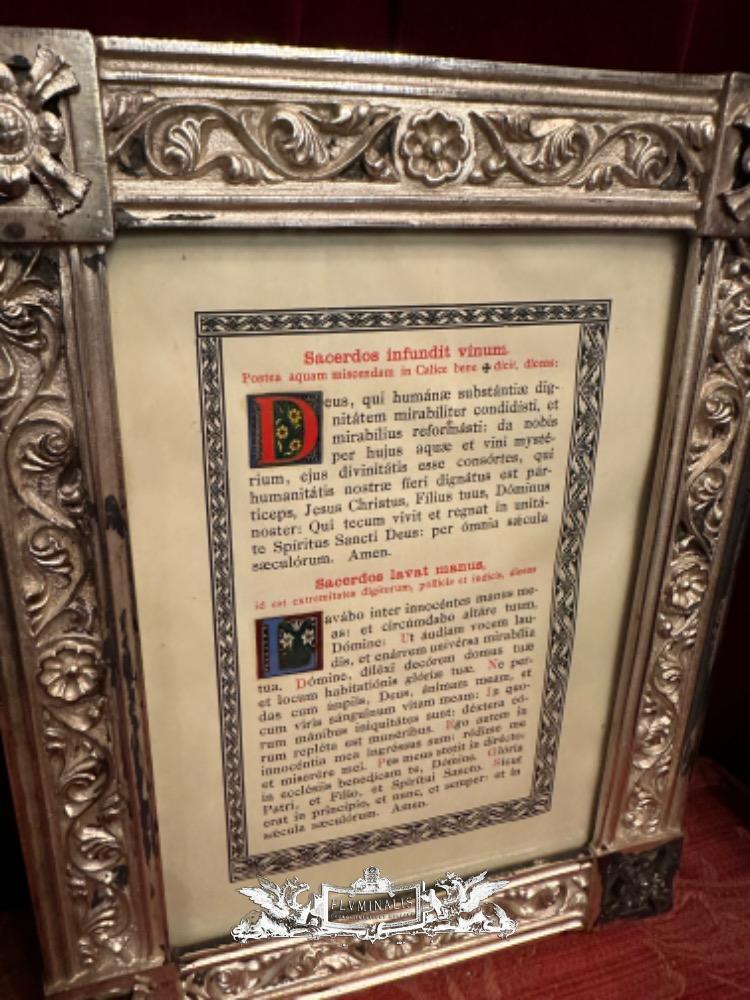 Sacerdos infundit vinum.
Postea aquam miscendam in Calice bene ✠ dicit, dicens:
Deus, qui humánæ substántiæ dig-
nitátem mirabíliter condidísti, et
mirabílius reformásti: da nobis
per hujus aquæ et vini mysté-
rium, ejus divinitátis esse consórtes, qui
humanitátis nostræ fíeri dignátus est pár-
ticeps, Jesus Christus, Fílius tuus, Dóminus
noster: Qui tecum vivit et regnat in unitá-
te Spíritus Sancti Deus: per ómnia sǽcula
sæculórum. Amen.
Sacerdos lavat manus,
id est extremitates digitorum, pollicis et indicis, dicens
Lavábo inter innocéntes manus me-
as: et circúmdabo altáre tuum,
Dómine: Ut áudiam vocem lau-
dis, et enárrem univérsa mirabília
tua. Dómine, diléxi decórem domus tuæ
et locum habitatiónis glóriæ tuæ. Ne per-
das cum ímpiis, Deus, ánimam meam, et
cum viris sánguinum vitam meam: In quo-
rum mánibus iniquitátes sunt: déxtera eó-
rum repléta est munéribus. Ego autem in
innocéntia mea ingréssus sum: rédime me
et miserére mei. Pes meus stetit in dirécto:
in ecclésiis benedícam te, Dómine. Glória
Patri, et Fílio, et Spirítui Sancto. Sicut
erat in princípio, et nunc, et semper: et in
sǽcula sæculórum. Amen.
FLVMINALIS